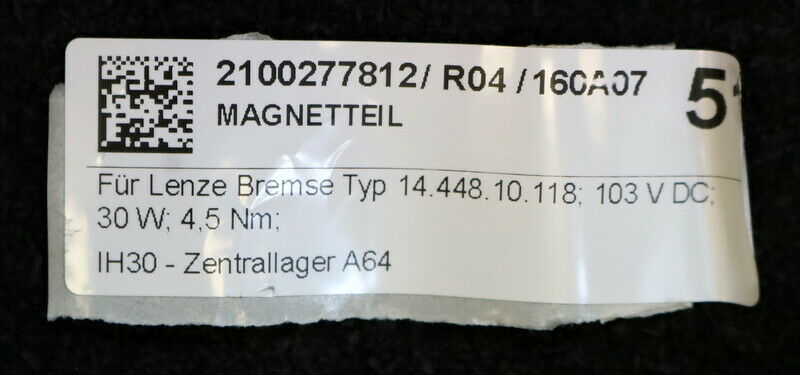 2100277812/ R04 /160A07
MAGNETTEIL
Für Lenze Bremse Typ 14.448.10.118; 103 V DC;
30 W; 4,5 Nm;
IH30 - Zentrallager A64